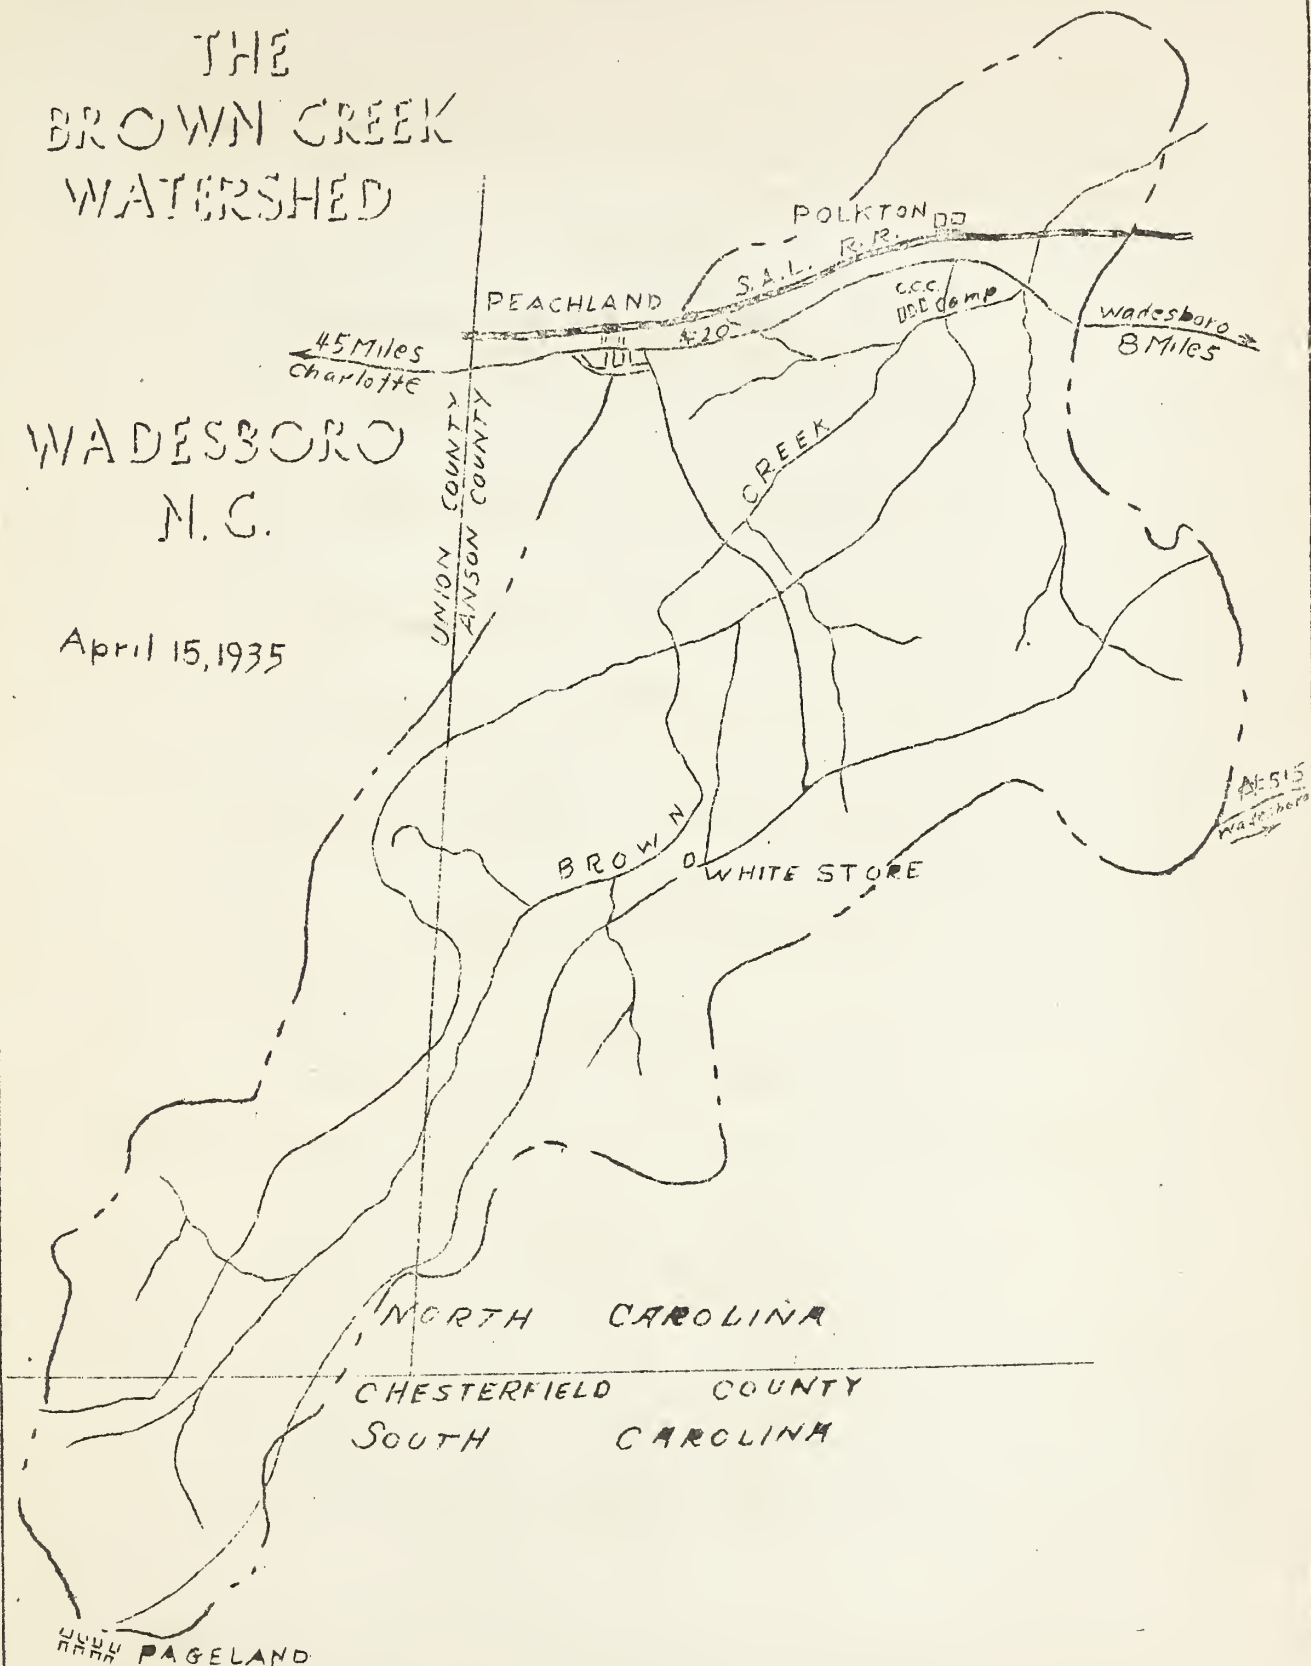 THE
BROWN CREEK
WATERSHED
POLKTON
S.A.L. R.R.
PEACHLAND
C.C.C.
Camp
#20
Wadesboro
8 Miles
45 Miles
Charlotte
WADESBORO
N.C.
CREEK
UNION COUNTY
ANSON COUNTY
April 15, 1935
Wadesboro
BROWN
WHITE STORE
NORTH CAROLINA
CHESTERFIELD COUNTY
SOUTH CAROLINA
PAGELAND